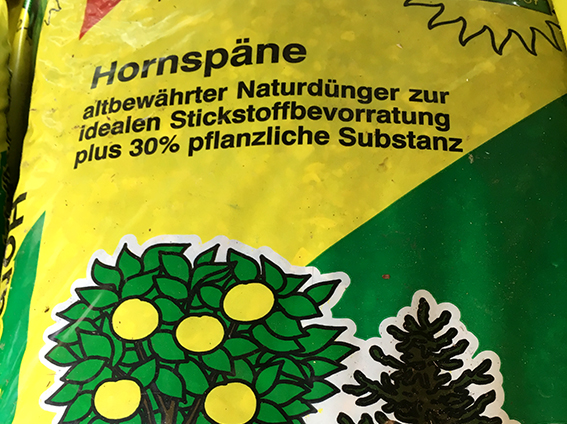 Hornspäne
altbewährter Naturdünger zur
idealen Stickstoffbevorratung
plus 30% pflanzliche Substanz